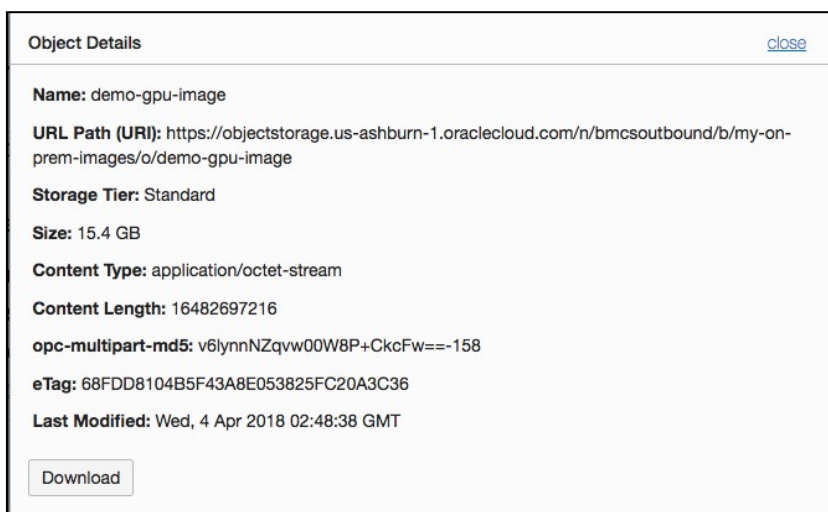 Object Details
close
Name: demo-gpu-image
URL Path (URI): https://objectstorage.us-ashburn-1.oraclecloud.com/n/bmcsoutbound/b/my-on-
prem-images/o/demo-gpu-image
Storage Tier: Standard
Size: 15.4 GB
Content Type: application/octet-stream
Content Length: 16482697216
opc-multipart-md5: v6lynnNZqvw00W8P+CkcFw==-158
eTag: 68FDD8104B5F43A8E053825FC20A3C36
Last Modified: Wed, 4 Apr 2018 02:48:38 GMT
Download